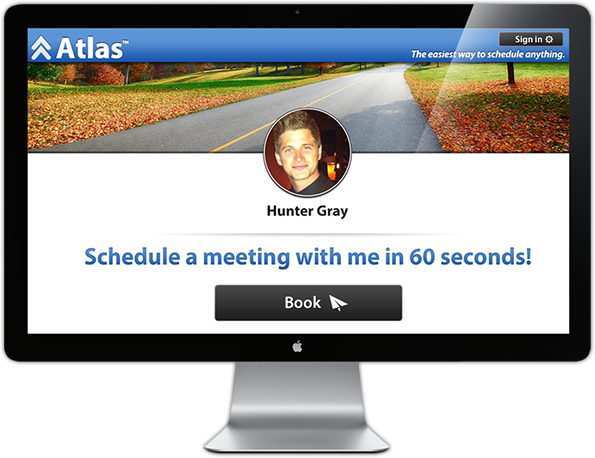 Atlas™
Sign in
The easiest way to schedule anything.
Hunter Gray
Schedule a meeting with me in 60 seconds!
Book